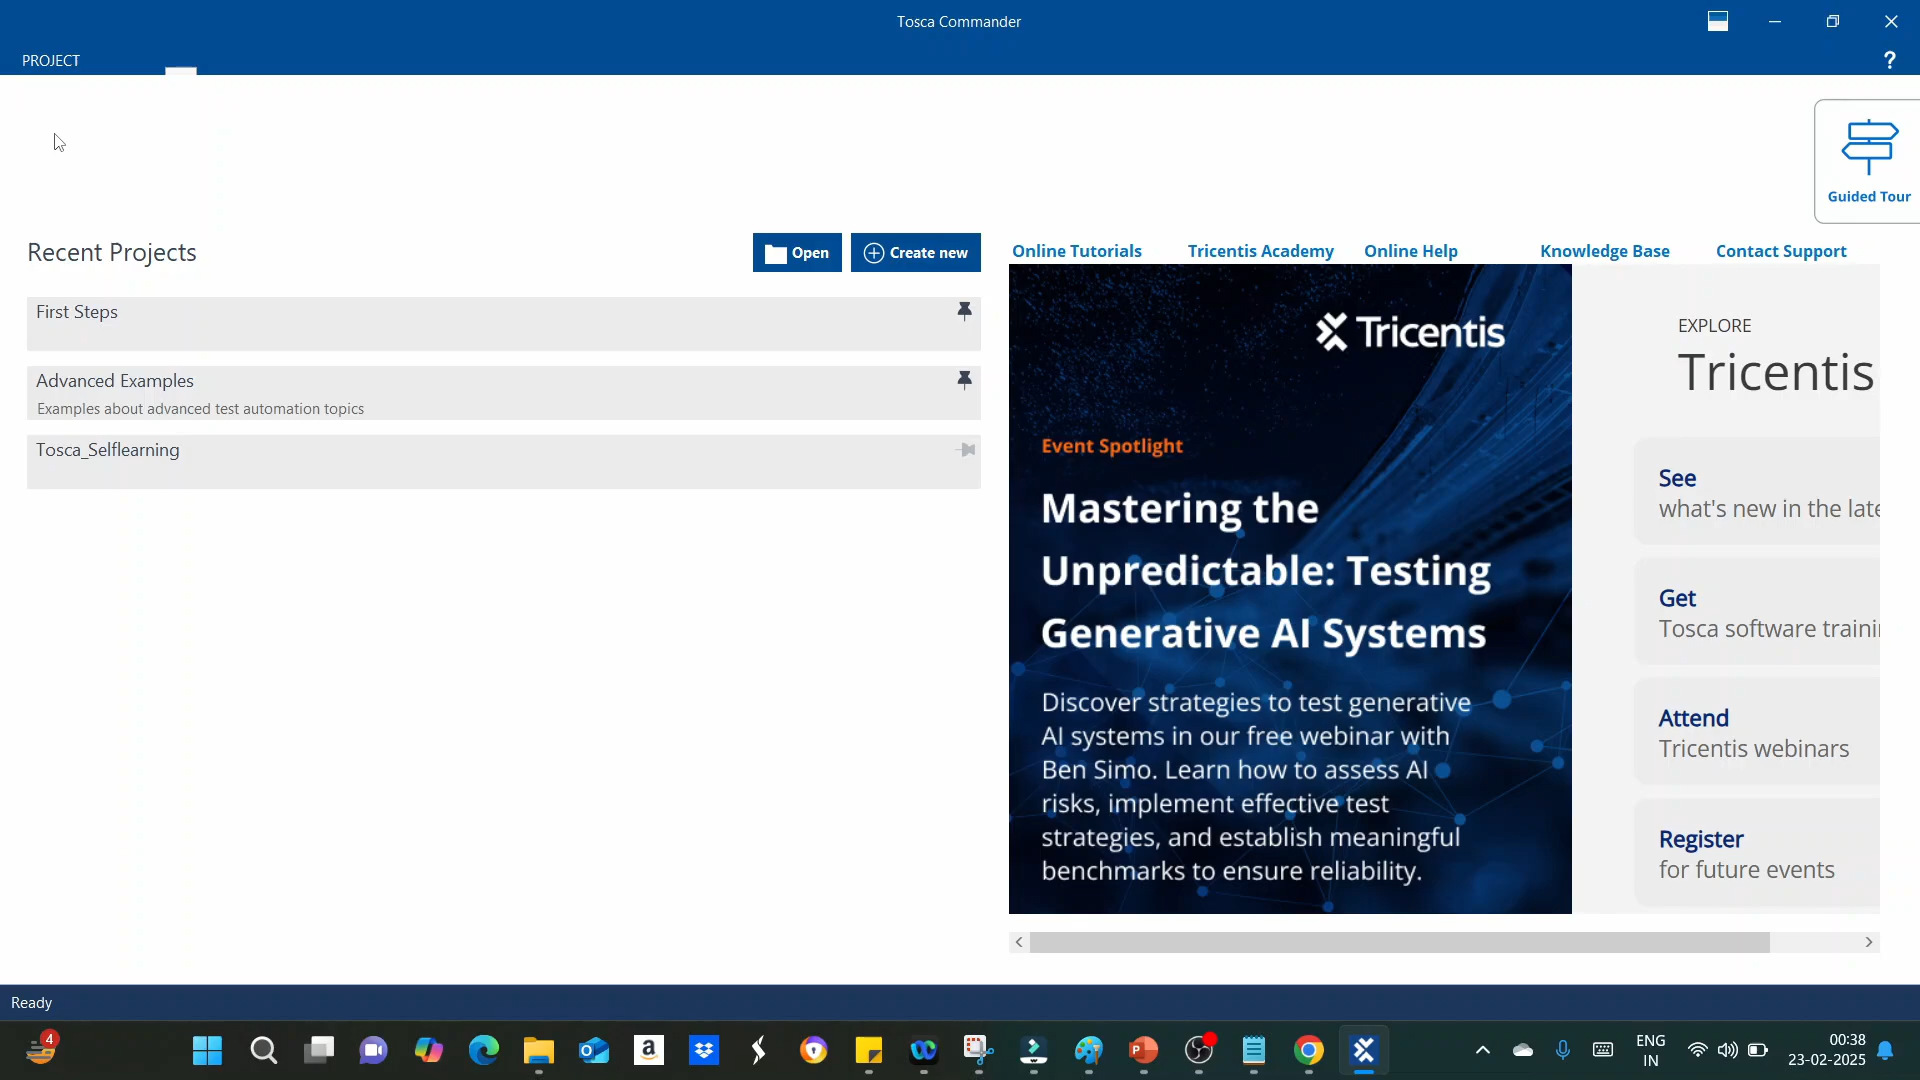 Tosca Commander
PROJECT
?
Guided Tour
Recent Projects
Open
Create new
Online Tutorials
Tricentis Academy
Online Help
Knowledge Base
Contact Support
First Steps
Advanced Examples
Examples about advanced test automation topics
Tosca_Selflearning
Tricentis
Event Spotlight
Mastering the
Unpredictable: Testing
Generative AI Systems
Discover strategies to test generative
AI systems in our free webinar with
Ben Simo. Learn how to assess AI
risks, implement effective test
strategies, and establish meaningful
benchmarks to ensure reliability.
EXPLORE
Tricentis
See
what's new in the late
Get
Tosca software traini
Attend
Tricentis webinars
Register
for future events
Ready
4
a
P
ENG
IN
00:38
23-02-2025